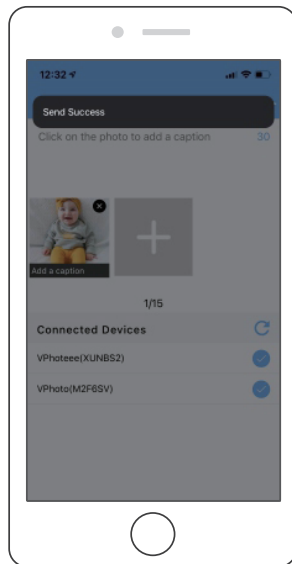 12:32
Send Success
Click on the photo to add a caption
30
Add a caption
1/15
Connected Devices
VPhoteee(XUNBS2)
VPhoto(M2F6SV)